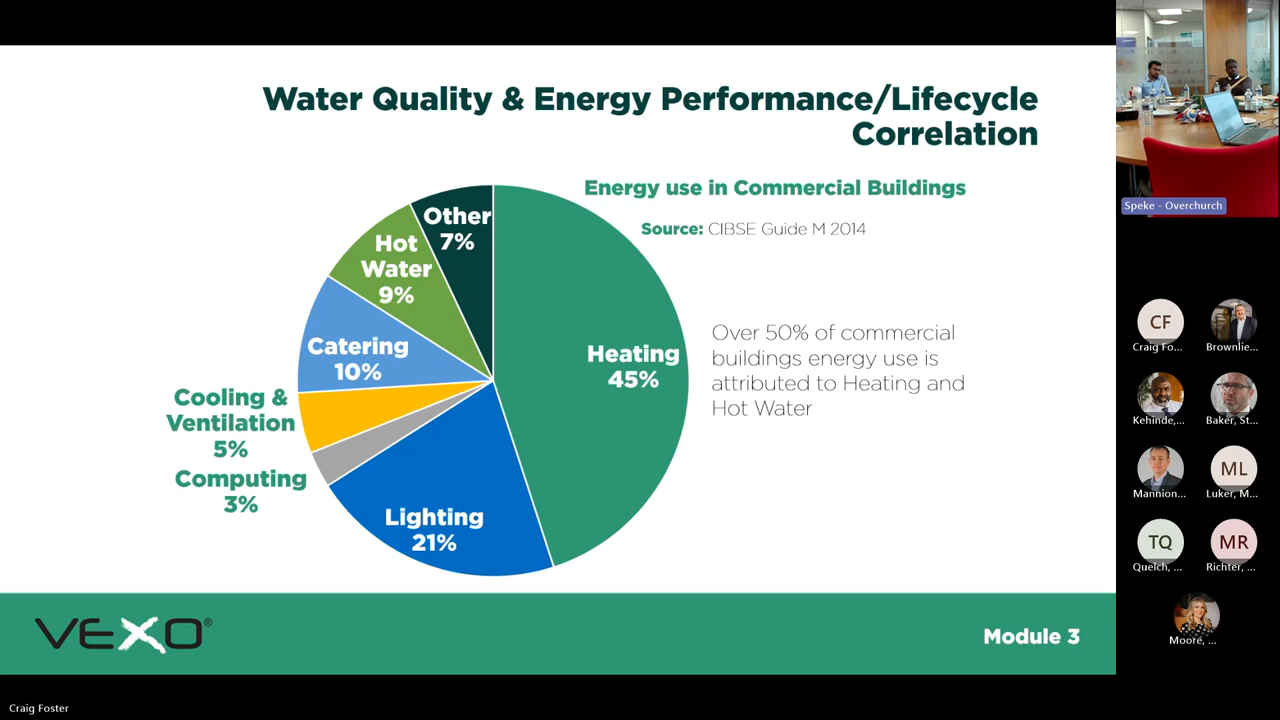 Water Quality & Energy Performance/Lifecycle
Correlation
Energy use in Commercial Buildings
Source: CIBSE Guide M 2014
Other
7%
Hot
Water
9%
Catering
10%
Cooling &
Ventilation
5%
Computing
3%
Lighting
21%
Heating
45%
Over 50% of commercial
buildings energy use is
attributed to Heating and
Hot Water
VEXO®
Module 3
Craig Foster
Speke - Overchurch
CF
Craig Fo...
Brownlie...
Kehinde,...
Baker, St...
Mannion...
ML
Luker, M...
TQ
Quelch, ...
MR
Richter, ...
Moore, ...